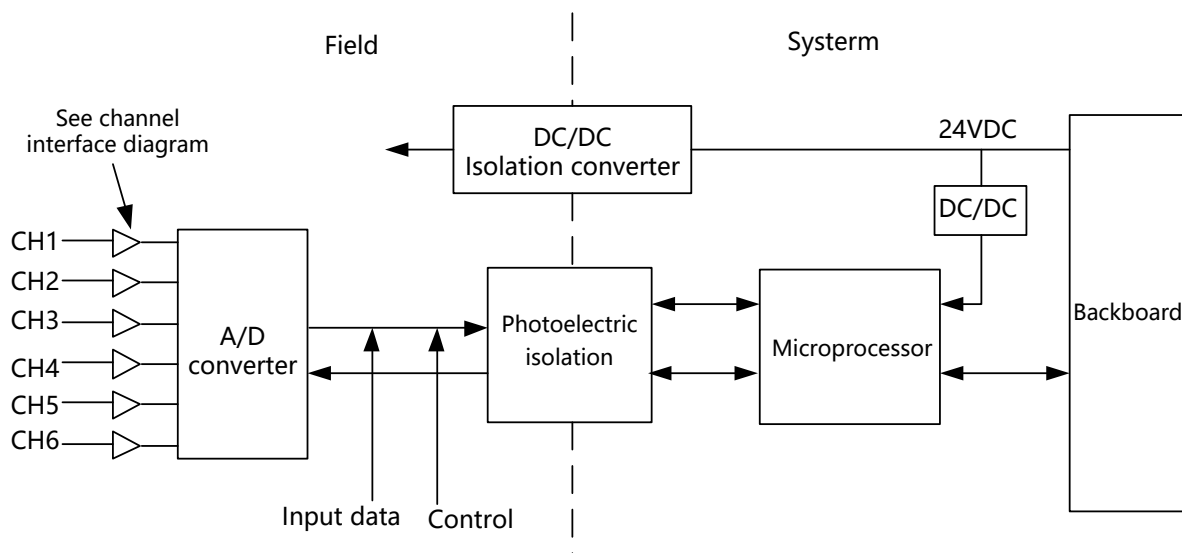 Field
Systerm
See channel
interface diagram
DC/DC
Isolation converter
24VDC
DC/DC
CH1
CH2
CH3
CH4
CH5
CH6
A/D
converter
Photoelectric
isolation
Microprocessor
Backboard
Input data
Control